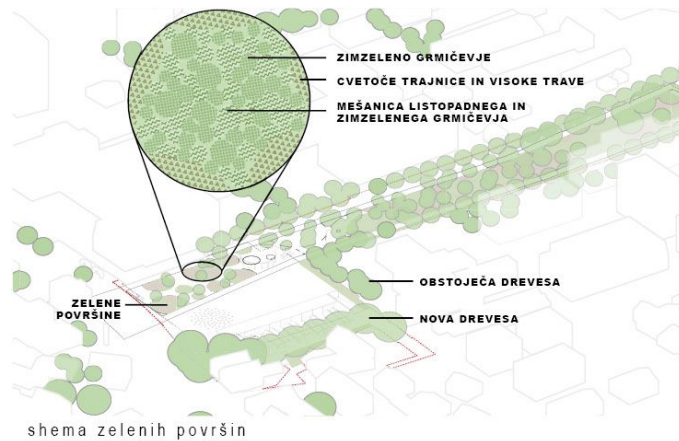 ZIMZELENO GRMIČEVJE
CVETOČE TRAJNICE IN VISOKE TRAVE
MEŠANICA LISTOPADNEGA IN
ZIMZELENEGA GRMIČEVJA
OBSTOJEČA DREVESA
ZELENE
POVRŠINE
NOVA DREVESA
shema zelenih površin